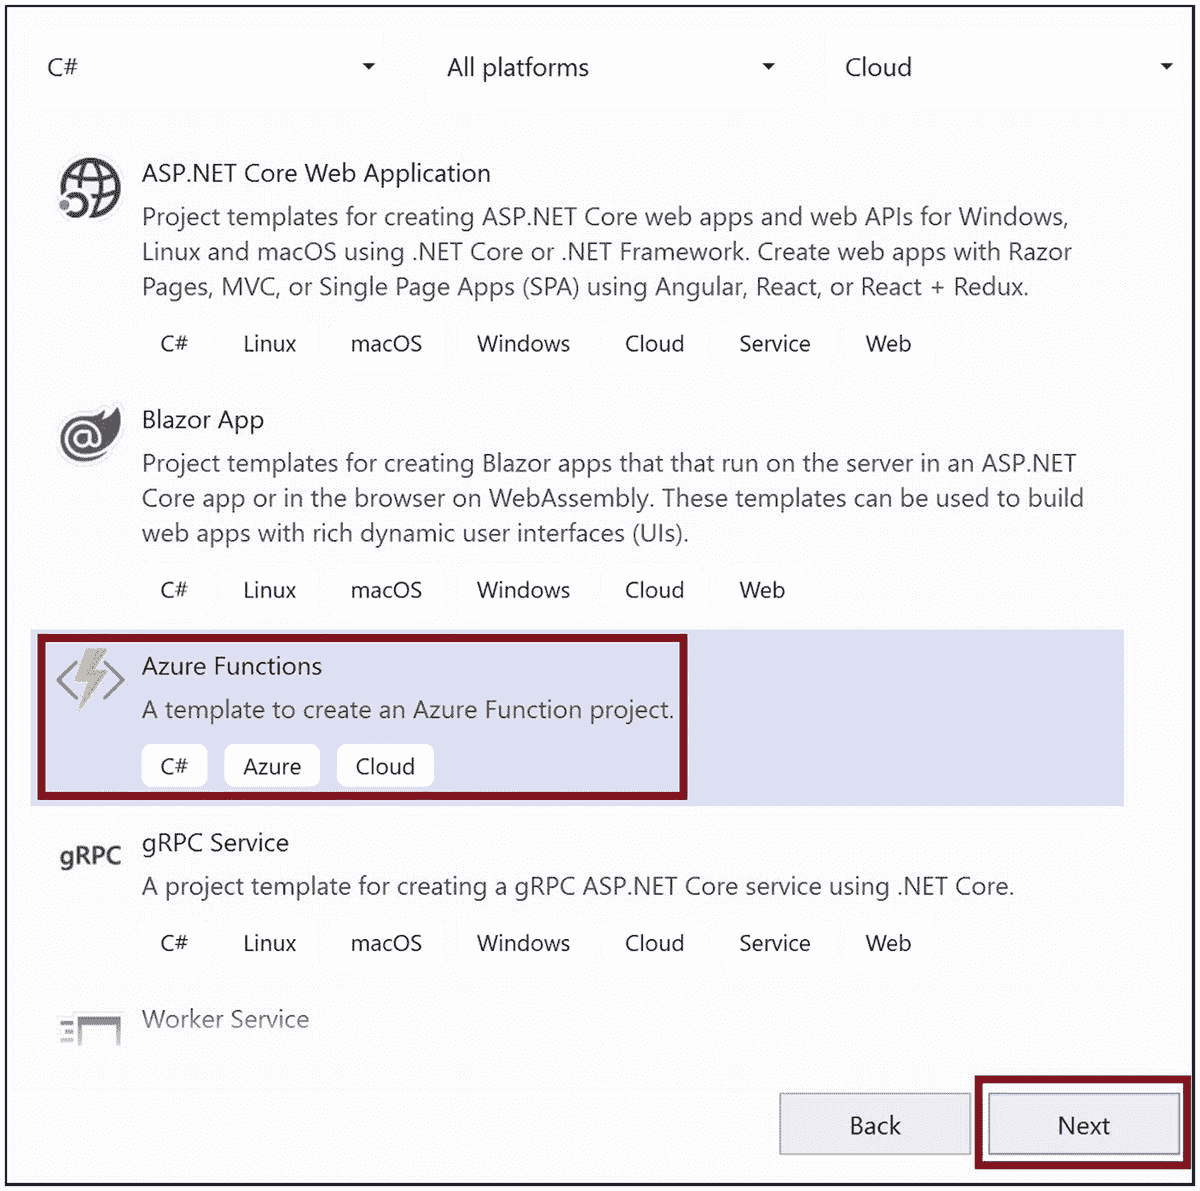 C# All platforms Cloud
ASP.NET Core Web Application
Project templates for creating ASP.NET Core web apps and web APIs for Windows,
Linux and macOS using .NET Core or .NET Framework. Create web apps with Razor
Pages, MVC, or Single Page Apps (SPA) using Angular, React, or React + Redux.
C# Linux macOS Windows Cloud Service Web
Blazor App
Project templates for creating Blazor apps that that run on the server in an ASP.NET
Core app or in the browser on WebAssembly. These templates can be used to build
web apps with rich dynamic user interfaces (UIs).
C# Linux macOS Windows Cloud Web
Azure Functions
A template to create an Azure Function project.
C# Azure Cloud
gRPC gRPC Service
A project template for creating a gRPC ASP.NET Core service using .NET Core.
C# Linux macOS Windows Cloud Service Web
Worker Service
Back Next